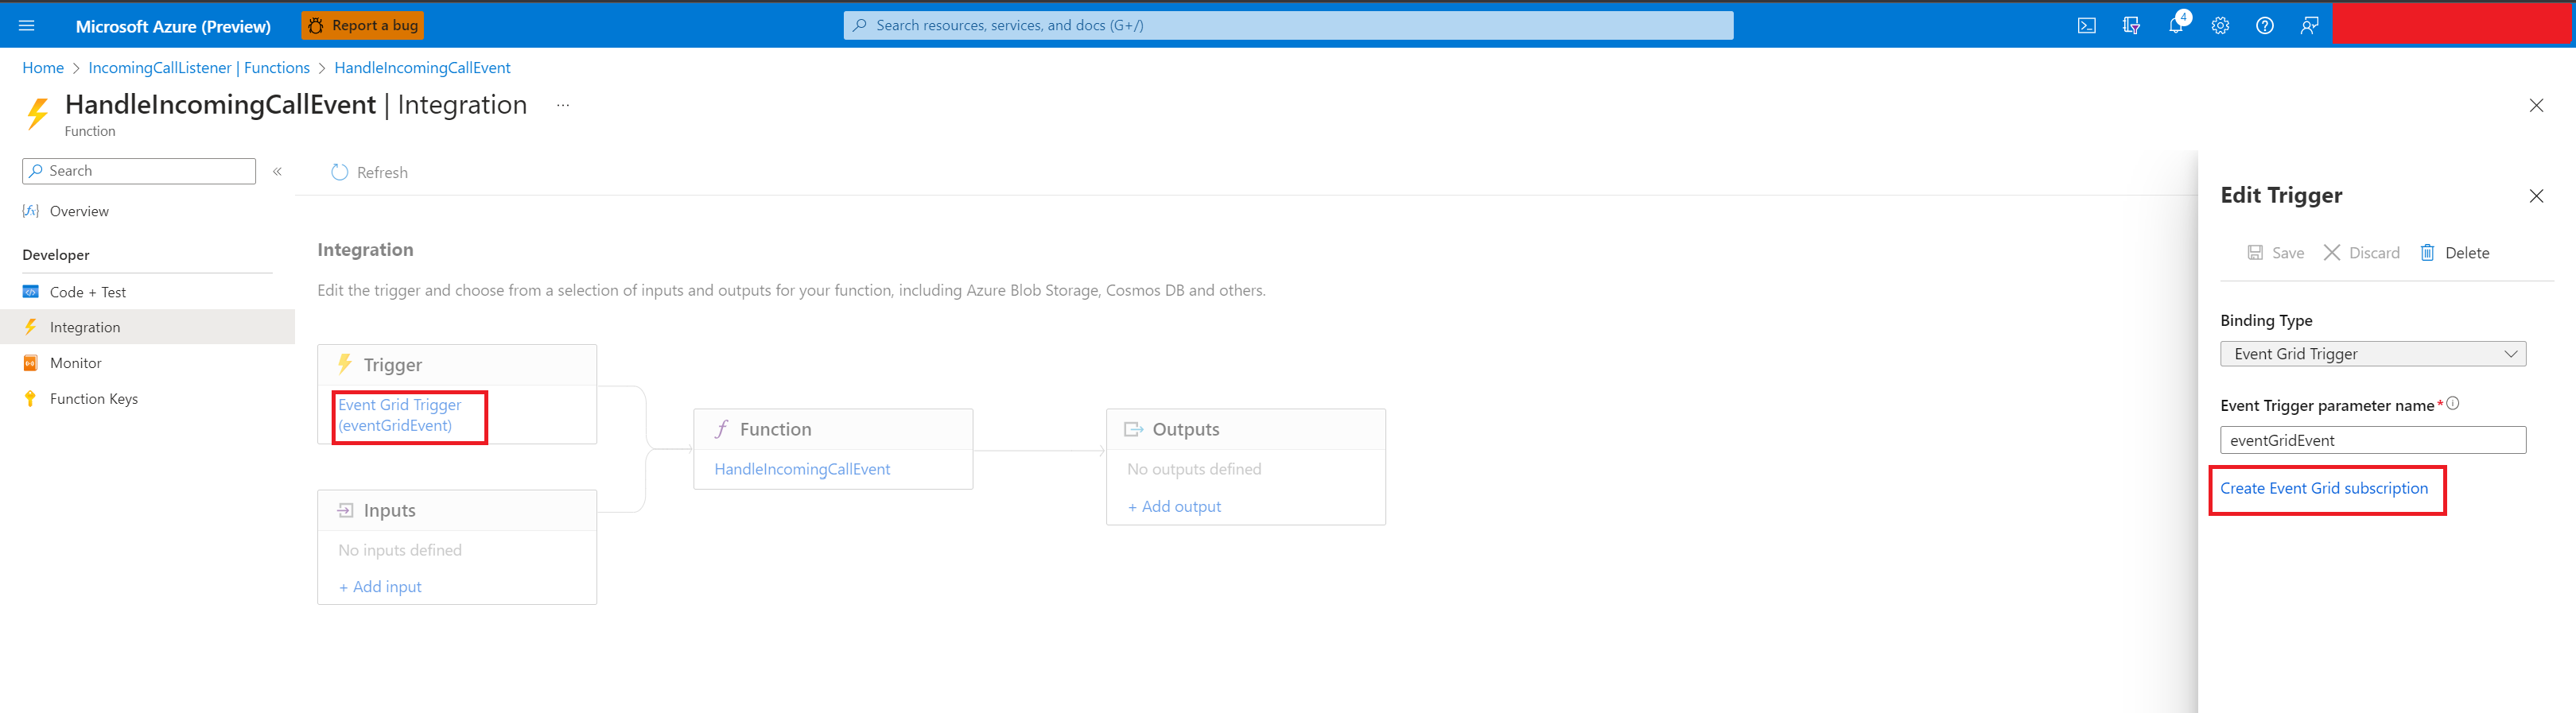 Microsoft Azure (Preview)
Report a bug
Search resources, services, and docs (G+/)
4
Home > IncomingCallListener | Functions > HandleIncomingCallEvent
HandleIncomingCallEvent | Integration ...
Function
Search
«
Overview
Developer
Code + Test
Integration
Monitor
Function Keys
Refresh
Integration
Edit the trigger and choose from a selection of inputs and outputs for your function, including Azure Blob Storage, Cosmos DB and others.
Trigger
Event Grid Trigger
(eventGridEvent)
Inputs
No inputs defined
+ Add input
Function
HandleIncomingCallEvent
Outputs
No outputs defined
+ Add output
Edit Trigger
Save
Discard
Delete
Binding Type
Event Grid Trigger
Event Trigger parameter name*
eventGridEvent
Create Event Grid subscription